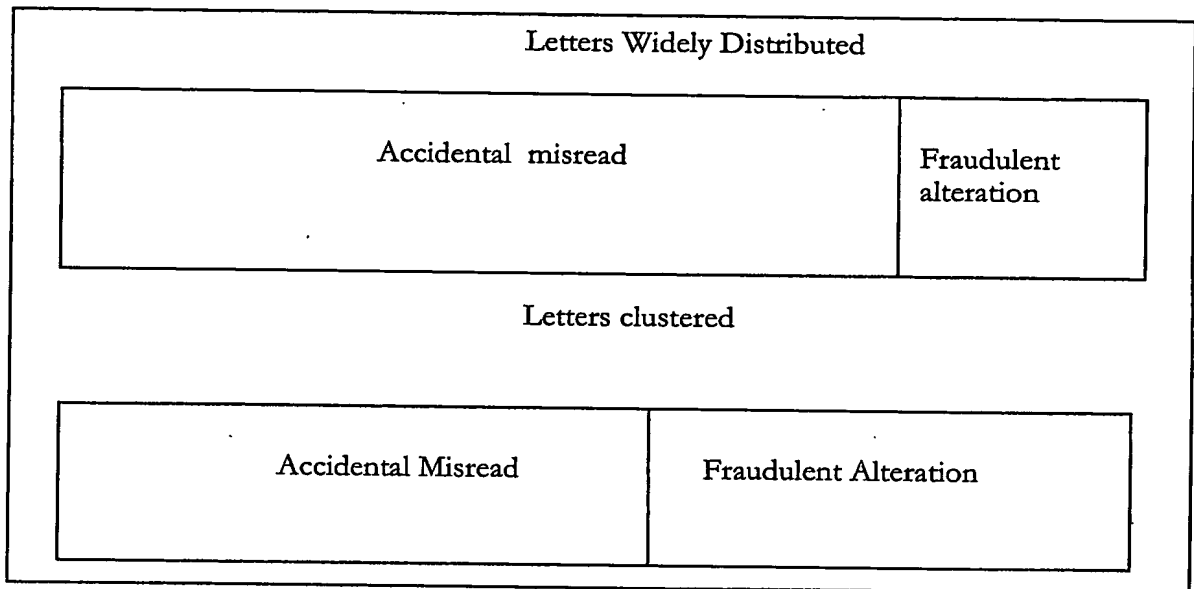 Letters Widely Distributed
Accidental misread
Fraudulent
alteration
Letters clustered
Accidental Misread
Fraudulent Alteration